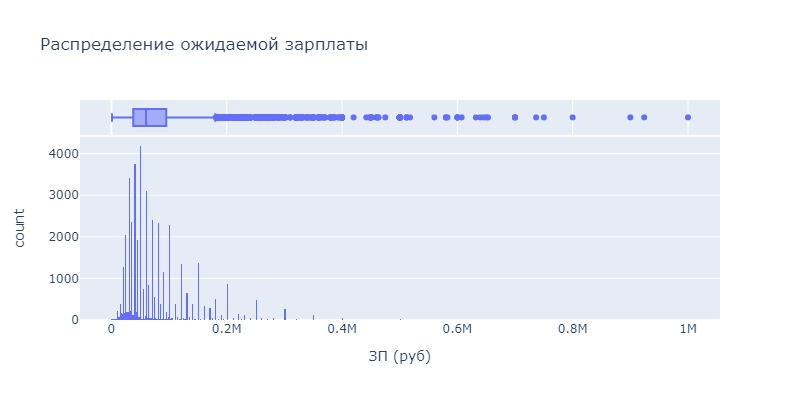 Распределение ожидаемой зарплаты
4000
3000
2000
1000
0
count
0
0.2M
0.4M
0.6M
0.8M
1M
ЗП (руб)